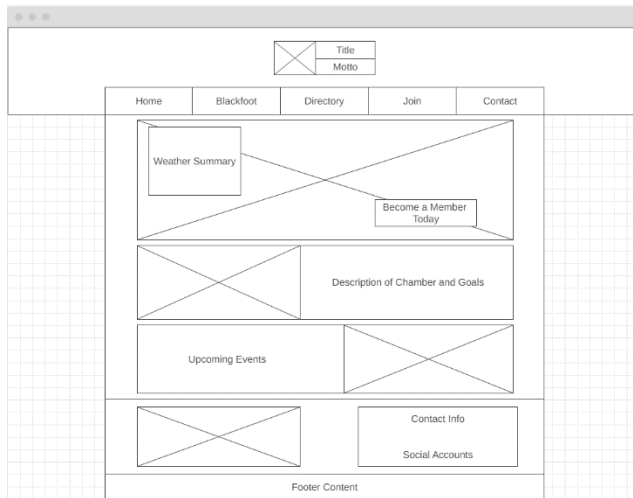 Title
Motto
Home
Blackfoot
Directory
Join
Contact
Weather Summary
Become a Member
Today
Description of Chamber and Goals
Upcoming Events
Contact Info
Social Accounts
Footer Content